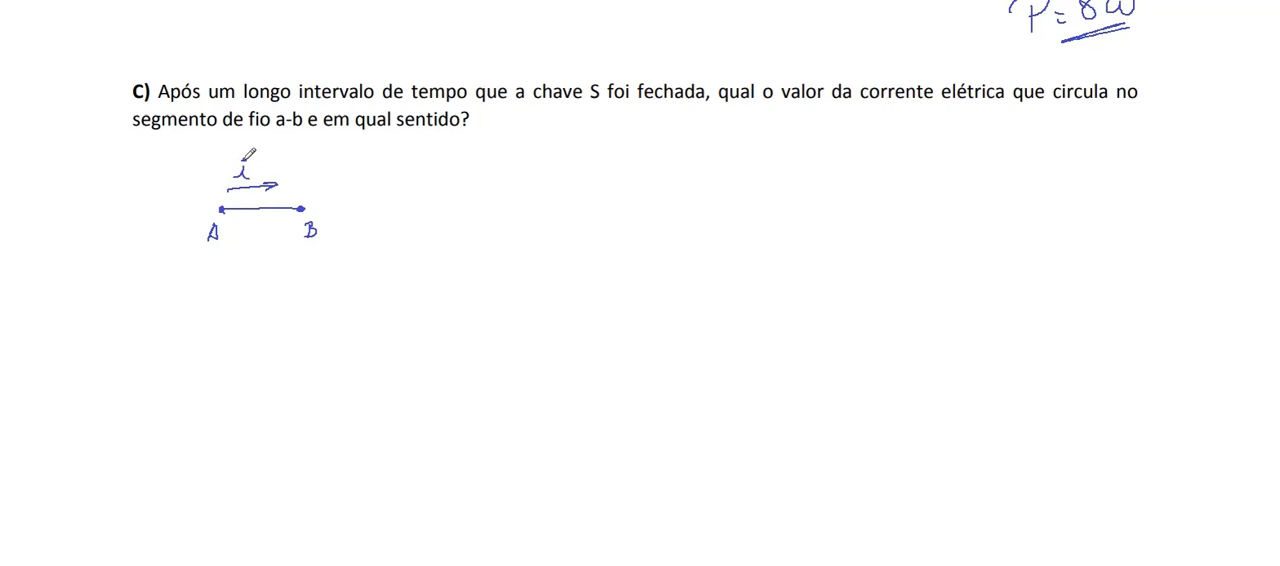 P = 8 W
C) Após um longo intervalo de tempo que a chave S foi fechada, qual o valor da corrente elétrica que circula no
segmento de fio a-b e em qual sentido?
i
A B